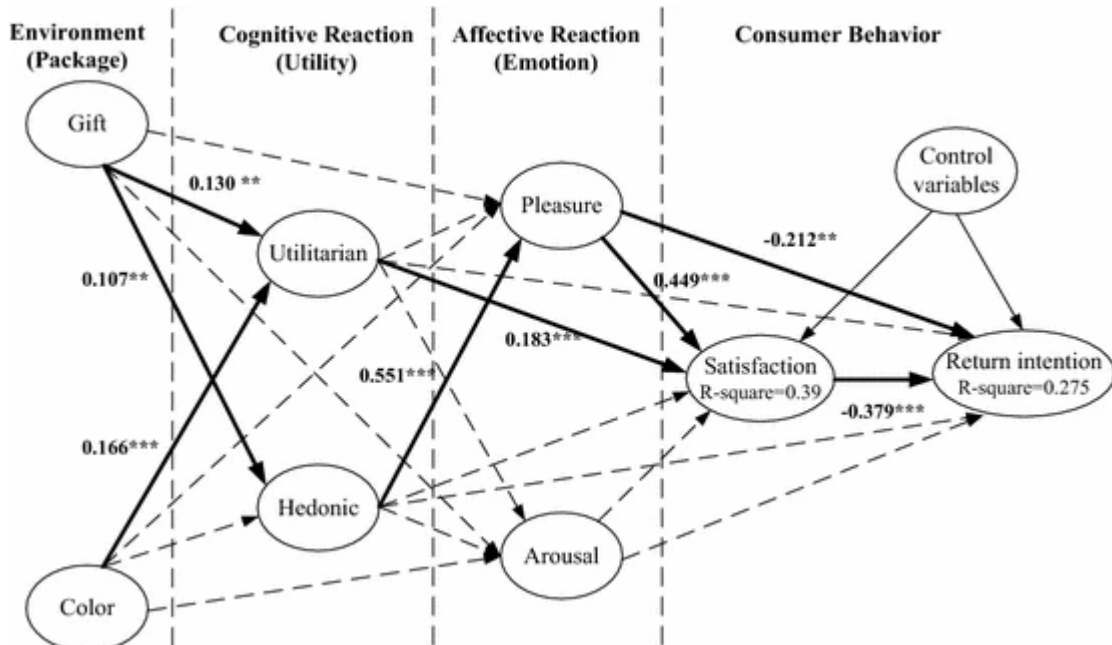 Environment
(Package)
Cognitive Reaction
(Utility)
Affective Reaction
(Emotion)
Consumer Behavior
Gift
0.130 **
Pleasure
Control
variables
Utilitarian
-0.212**
0.107**
0.449***
0.183***
Satisfaction
R-square=0.39
Return intention
R-square=0.275
0.551***
-0.379***
0.166***
Hedonic
Arousal
Color